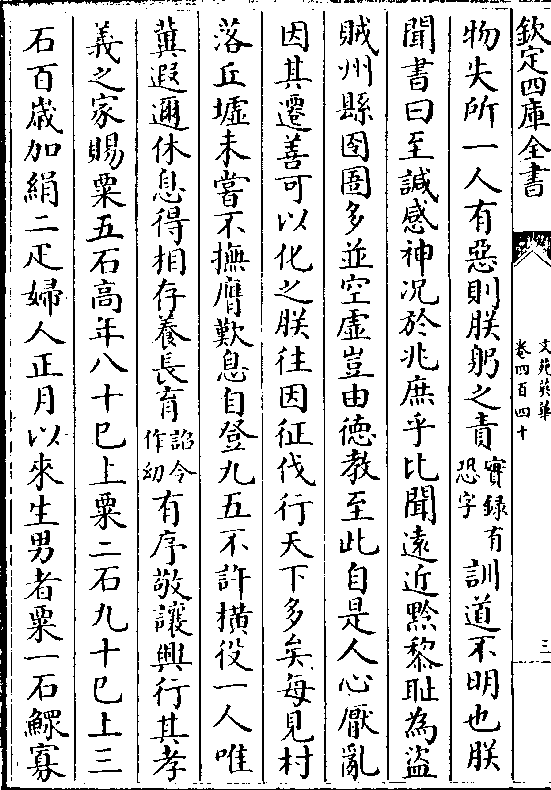 欽定四庫全書
文苑英華
卷四百四十
三
物失所一人有惡則朕躬之責實録有恐字訓道不明也朕
聞書曰至諴感神况於兆庶乎比聞遠近黔黎耻為盜
賊州縣囹圄多並空虛豈由德教至此自是人心厭亂
因其遷善可以化之朕往因征伐行天下多矣每見村
落丘墟未嘗不撫膺歎息自登九五不許橫役一人唯
冀遐邇休息得相存養長育詔令作幼有序敬讓興行其孝
義之家賜粟五石高年八十巳上粟二石九十巳上三
石百歲加絹二疋婦人正月以來生男者粟一石鰥寡